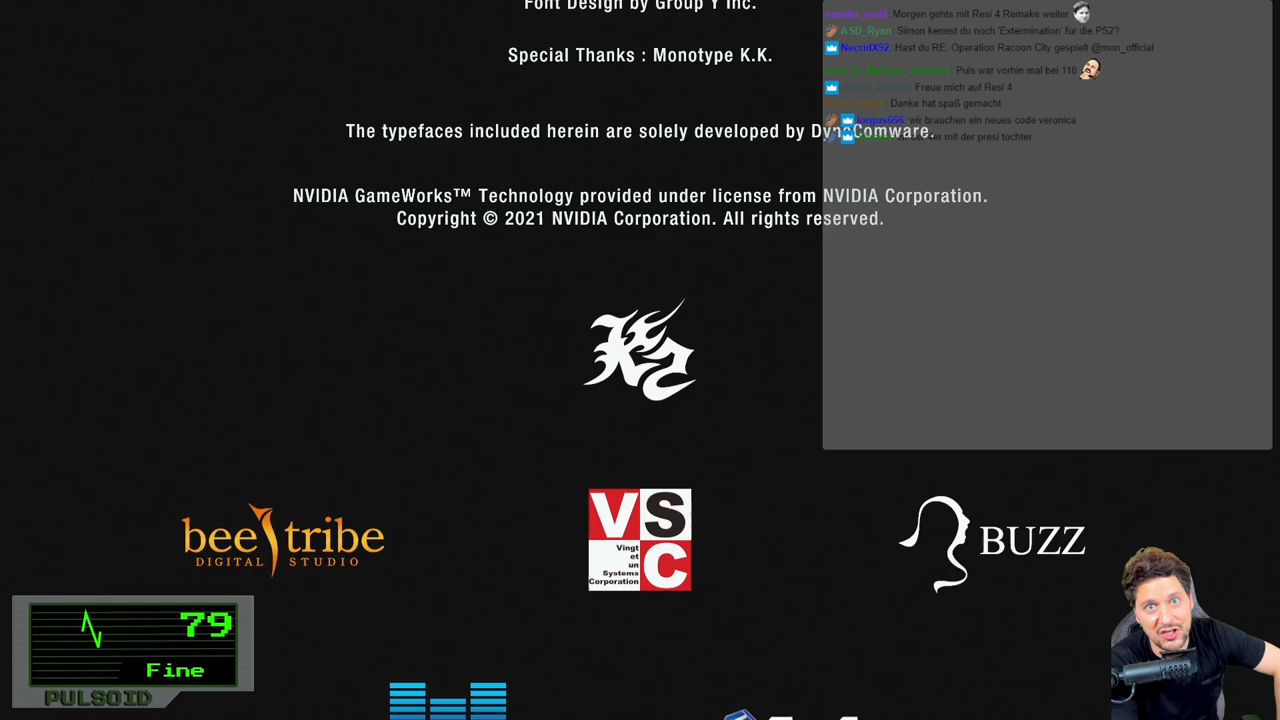 Font Design by Group Y Inc.
Special Thanks : Monotype K.K.
The typefaces included herein are solely developed by DynaComware.
NVIDIA GameWorks™ Technology provided under license from NVIDIA Corporation.
Copyright © 2021 NVIDIA Corporation. All rights reserved.
Morgen gehts mit Resi 4 Remake weiter
ASD_Ryan: Simon kennst du noch 'Extermination' für die PS2?
NecridX92: Hast du RE: Operation Racoon City gespielt @mon_official
Puls war vorhin mal bei 110
Freue mich auf Resi 4
Danke hat spaß gemacht
jorgus666: wir brauchen ein neues code veronica
mit der presi tochter
K2
bee tribe
DIGITAL STUDIO
VSC
Vingt
et
un
Systems
Corporation
BUZZ
79
Fine
PULSOID